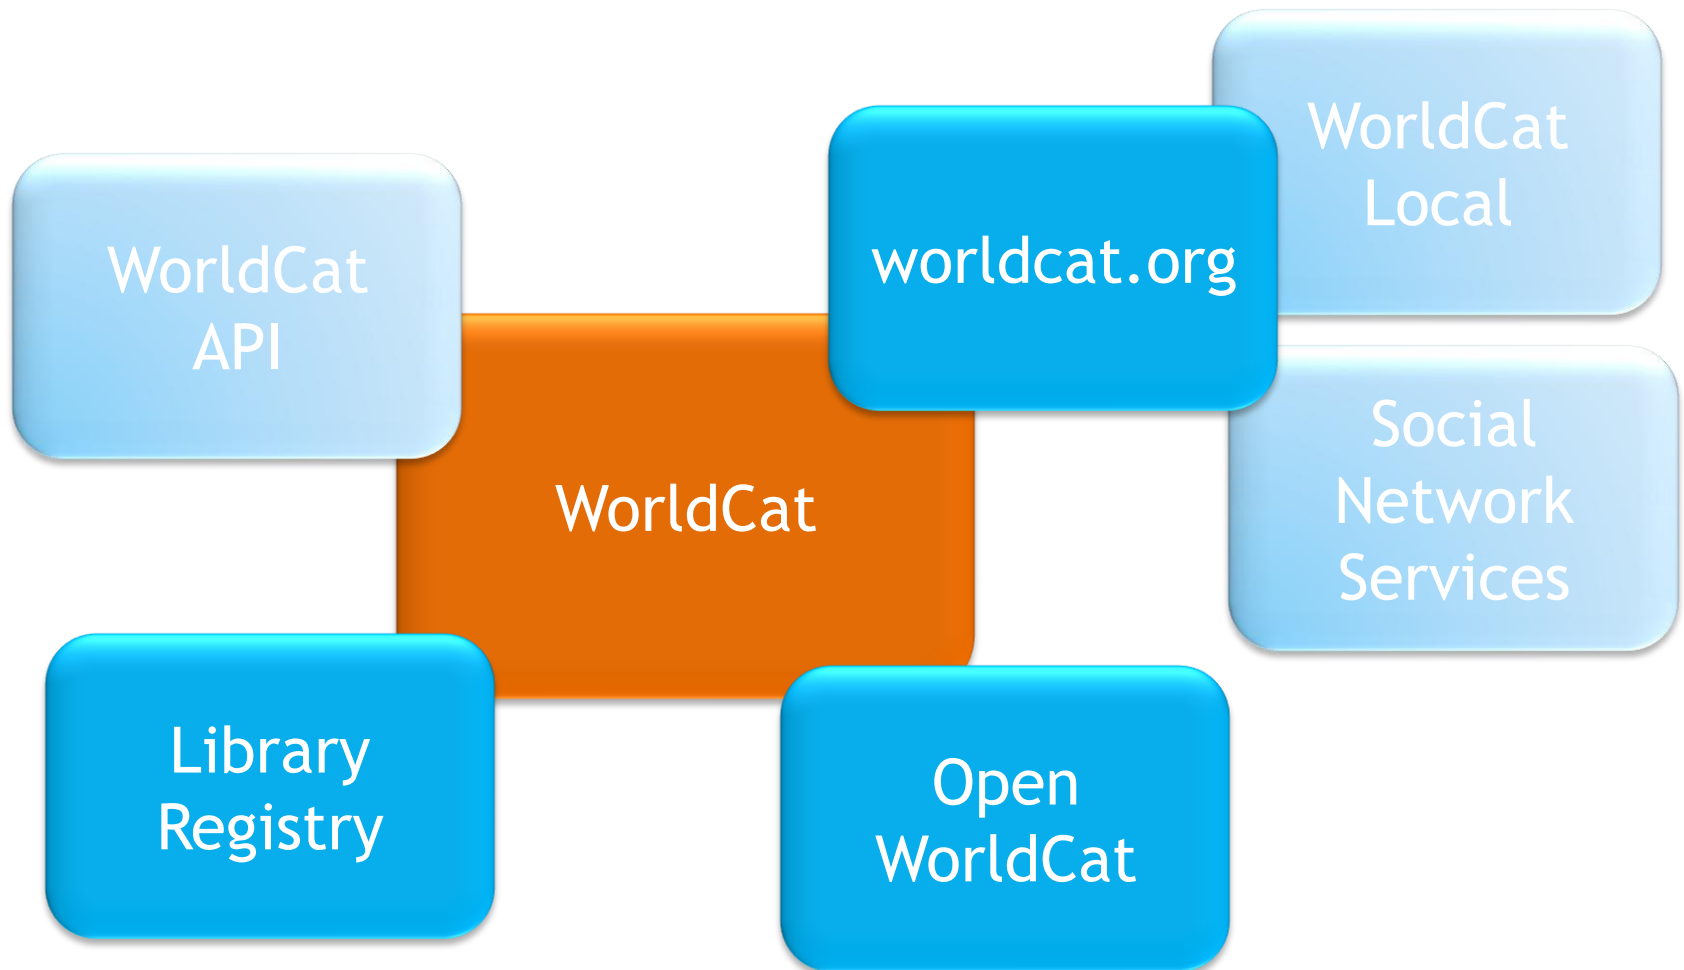 WorldCat
Local
worldcat.org
WorldCat
API
Social
Network
Services
WorldCat
Library
Registry
Open
WorldCat